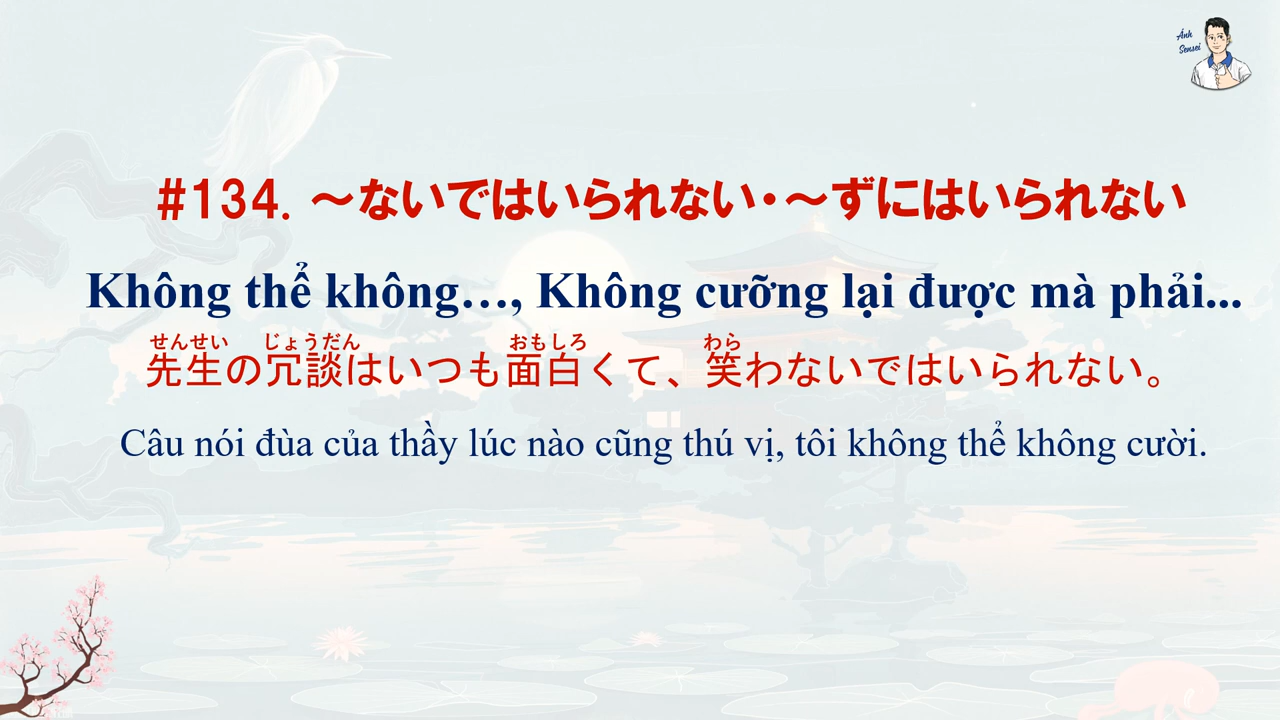 Ánh
Sensei
#134. ～ないではいられない・～ずにはいられない
Không thể không…, Không cưỡng lại được mà phải...
せんせい じょうだん おもしろ わら
先生の冗談はいつも面白くて、笑わないではいられない。
Câu nói đùa của thầy lúc nào cũng thú vị, tôi không thể không cười.